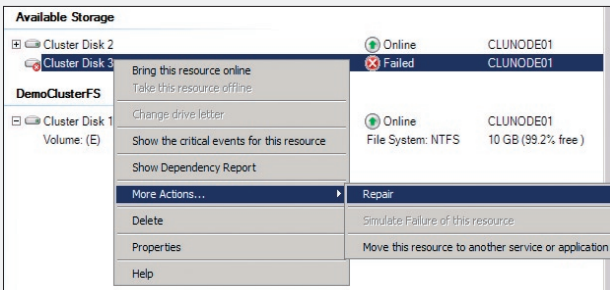 Available Storage
Cluster Disk 2 Online CLUNODE01
Cluster Disk 3 Failed CLUNODE01
Bring this resource online
Take this resource offline
DemoClusterFS
Change drive letter
Cluster Disk 1 Online CLUNODE01
Volume: (E) File System: NTFS 10 GB (99.2% free )
Show the critical events for this resource
Show Dependency Report
More Actions... Repair
Delete Simulate Failure of this resource
Properties Move this resource to another service or application
Help